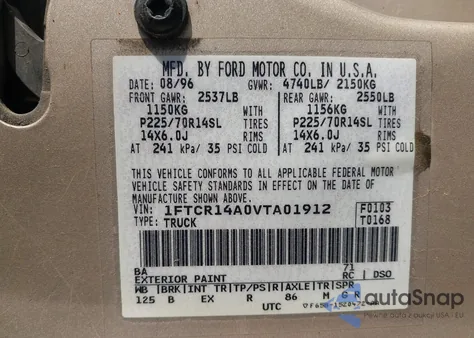 MFD. BY FORD MOTOR CO. IN U.S.A.
DATE: 08/96 GVWR: 4740LB/ 2150KG
FRONT GAWR: 2537LB REAR GAWR: 2550LB
1150KG WITH 1156KG WITH
P225/70R14SL TIRES P225/70R14SL TIRES
14X6.0J RIMS 14X6.0J RIMS
AT 241 kPa/ 35 PSI COLD AT 241 kPa/ 35 PSI COLD
THIS VEHICLE CONFORMS TO ALL APPLICABLE FEDERAL MOTOR
VEHICLE SAFETY STANDARDS IN EFFECT ON THE DATE OF
MANUFACTURE SHOWN ABOVE.
VIN: 1FTCR14A0VTA01912 F0103
TYPE: TRUCK T0168
BA 71
EXTERIOR PAINT RC DSO
WB BRK INT TR TP/PS R AXLE TR SPR
125 B EX R 86 M G R
UTC
autoSnap